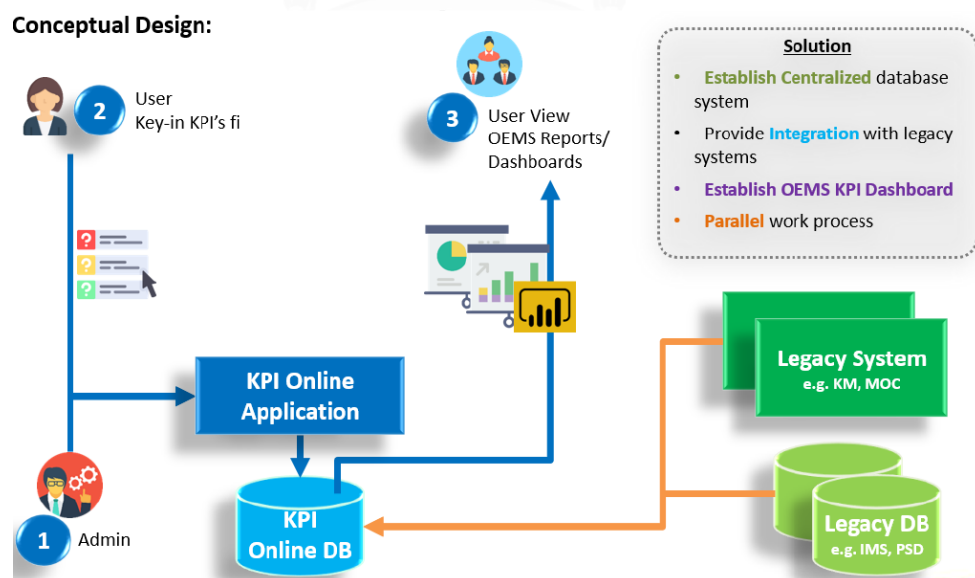 Conceptual Design:
2
User
Key-in KPI's fi
3
User View
OEMS Reports/
Dashboards
Solution
• Establish Centralized database
system
• Provide Integration with legacy
systems
• Establish OEMS KPI Dashboard
• Parallel work process
?
?
?
KPI Online
Application
Legacy System
e.g. KM, MOC
KPI
Online DB
Legacy DB
e.g. IMS, PSD
1
Admin